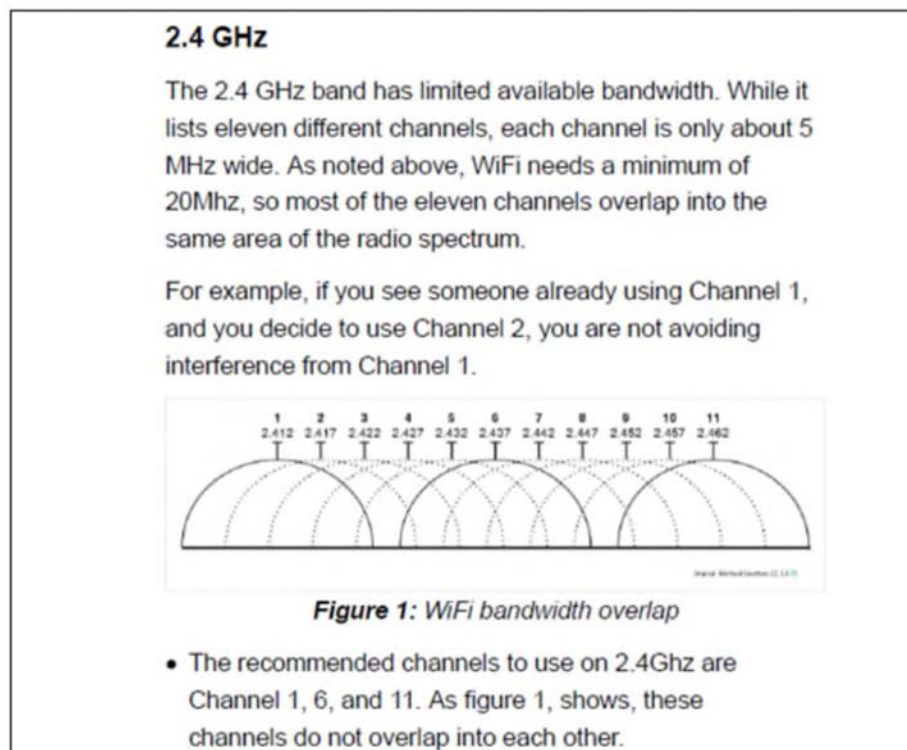 2.4 GHz
The 2.4 GHz band has limited available bandwidth. While it
lists eleven different channels, each channel is only about 5
MHz wide. As noted above, WiFi needs a minimum of
20Mhz, so most of the eleven channels overlap into the
same area of the radio spectrum.
For example, if you see someone already using Channel 1,
and you decide to use Channel 2, you are not avoiding
interference from Channel 1.
1 2 3 4 5 6 7 8 9 10 11
2.412 2.417 2.422 2.427 2.432 2.437 2.442 2.447 2.452 2.457 2.462
Figure 1: WiFi bandwidth overlap
• The recommended channels to use on 2.4Ghz are
Channel 1, 6, and 11. As figure 1, shows, these
channels do not overlap into each other.